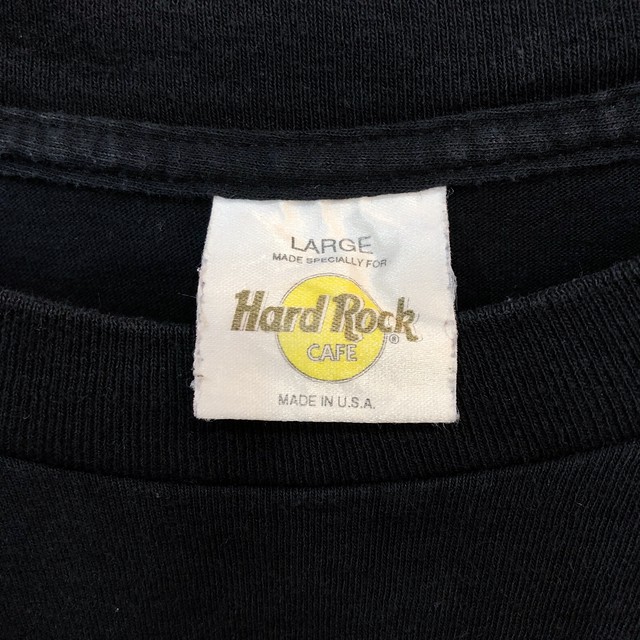 LARGE
MADE SPECIALLY FOR
Hard Rock
®
CAFE
MADE IN U.S.A.